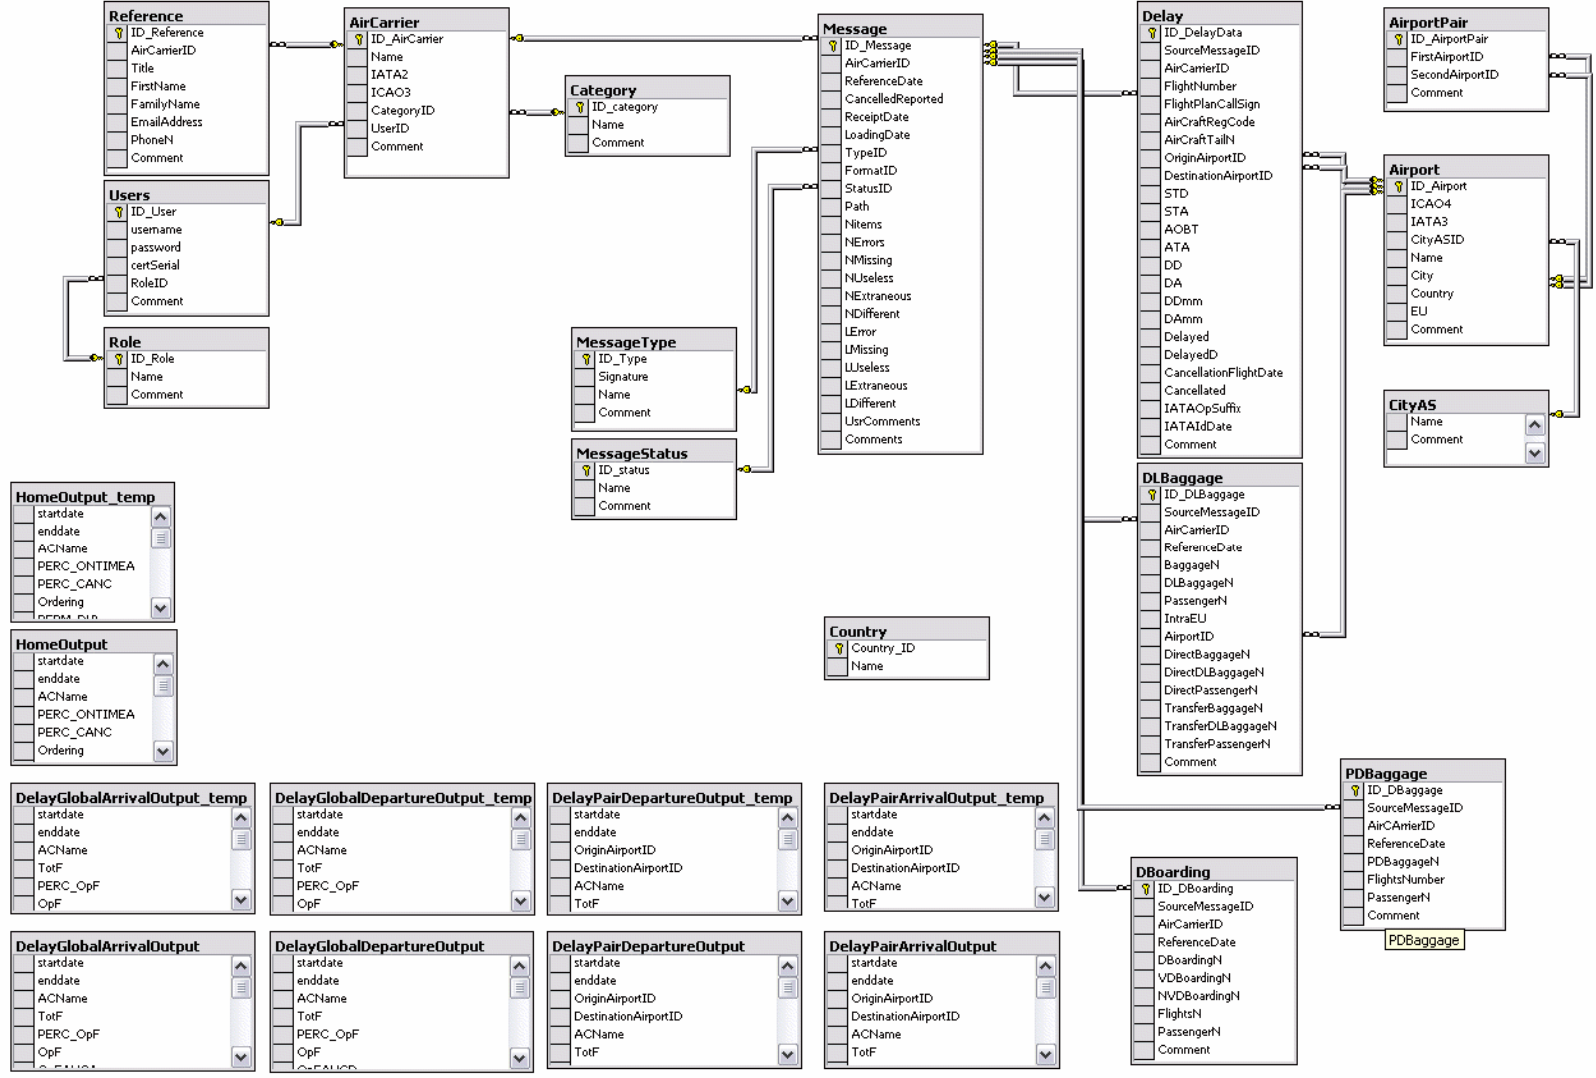 Reference
ID_Reference
AirCarrierID
Title
FirstName
FamilyName
EmailAddress
PhoneN
Comment
Users
ID_User
username
password
certSerial
RoleID
Comment
Role
ID_Role
Name
Comment
AirCarrier
ID_AirCarrier
Name
IATA2
ICAO3
CategoryID
UserID
Comment
Category
ID_category
Name
Comment
MessageType
ID_Type
Signature
Name
Comment
MessageStatus
ID_status
Name
Comment
Message
ID_Message
AirCarrierID
ReferenceDate
CancelledReported
ReceiptDate
LoadingDate
TypeID
FormatID
StatusID
Path
Nitems
NErrors
NMissing
NUseless
NExtraneous
NDifferent
LError
LMissing
LUseless
LExtraneous
LDifferent
UsrComments
Comments
Delay
ID_DelayData
SourceMessageID
AirCarrierID
FlightNumber
FlightPlanCallSign
AirCraftRegCode
AirCraftTailN
OriginAirportID
DestinationAirportID
STD
STA
AOBT
ATA
DD
DA
DDmm
DAmm
Delayed
DelayedD
CancellationFlightDate
Cancellated
IATAOpSuffix
IATAIdDate
Comment
AirportPair
ID_AirportPair
FirstAirportID
SecondAirportID
Comment
Airport
ID_Airport
ICAO4
IATA3
CityASID
Name
City
Country
EU
Comment
CityAS
Name
Comment
DLBaggage
ID_DLBaggage
SourceMessageID
AirCarrierID
ReferenceDate
BaggageN
DLBaggageN
PassengerN
IntraEU
AirportID
DirectBaggageN
DirectDLBaggageN
DirectPassengerN
TransferBaggageN
TransferDLBaggageN
TransferPassengerN
Comment
HomeOutput_temp
startdate
enddate
ACName
PERC_ONTIMEA
PERC_CANC
Ordering
HomeOutput
startdate
enddate
ACName
PERC_ONTIMEA
PERC_CANC
Ordering
Country
Country_ID
Name
PDBaggage
ID_DBaggage
SourceMessageID
AirCArrierID
ReferenceDate
PDBaggageN
FlightsNumber
PassengerN
Comment
PDBaggage
DBoarding
ID_DBoarding
SourceMessageID
AirCarrierID
ReferenceDate
DBoardingN
VDBoardingN
NVDBoardingN
FlightsN
PassengerN
Comment
DelayGlobalArrivalOutput_temp
startdate
enddate
ACName
TotF
PERC_OpF
OpF
DelayGlobalDepartureOutput_temp
startdate
enddate
ACName
TotF
PERC_OpF
OpF
DelayPairDepartureOutput_temp
startdate
enddate
OriginAirportID
DestinationAirportID
ACName
TotF
DelayPairArrivalOutput_temp
startdate
enddate
OriginAirportID
DestinationAirportID
ACName
TotF
DelayGlobalArrivalOutput
startdate
enddate
ACName
TotF
PERC_OpF
OpF
DelayGlobalDepartureOutput
startdate
enddate
ACName
TotF
PERC_OpF
OpF
DelayPairDepartureOutput
startdate
enddate
OriginAirportID
DestinationAirportID
ACName
TotF
DelayPairArrivalOutput
startdate
enddate
OriginAirportID
DestinationAirportID
ACName
TotF